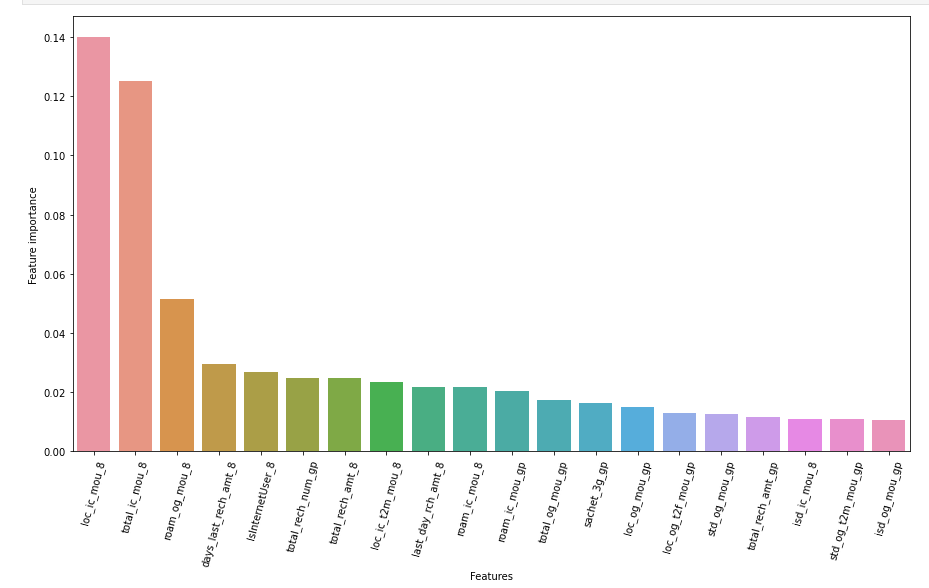 0.14
0.12
0.10
0.08
0.06
0.04
0.02
0.00
Feature importance
loc_ic_mou_8
total_ic_mou_8
roam_og_mou_8
days_last_rech_amt_8
IsInternetUser_8
total_rech_num_gp
total_rech_amt_8
loc_ic_t2m_mou_8
last_day_rch_amt_8
roam_ic_mou_8
roam_ic_mou_gp
total_og_mou_gp
sachet_3g_gp
loc_og_mou_gp
loc_og_t2f_mou_gp
std_og_mou_gp
total_rech_amt_gp
isd_ic_mou_8
std_og_t2m_mou_gp
isd_og_mou_gp
Features